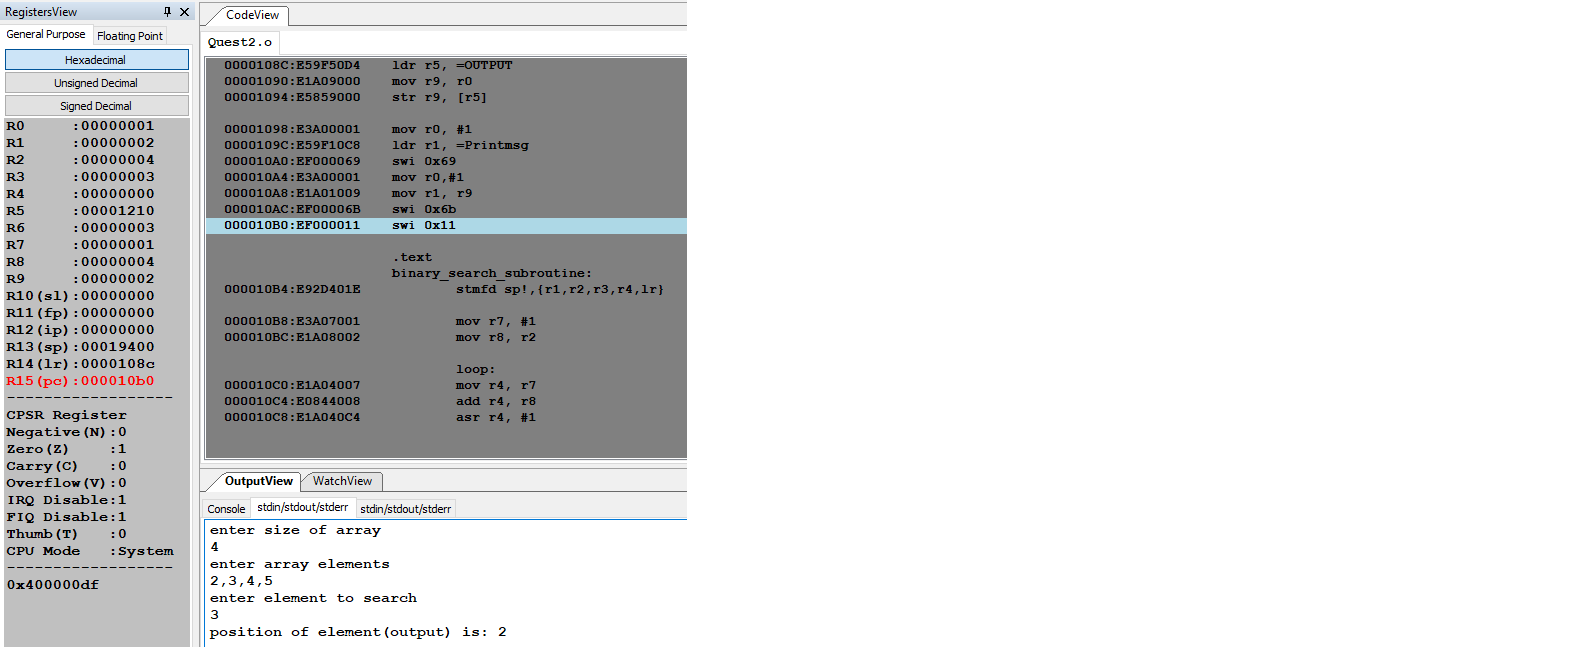 RegistersView
General Purpose Floating Point
Hexadecimal
Unsigned Decimal
Signed Decimal
R0 :00000001
R1 :00000002
R2 :00000004
R3 :00000003
R4 :00000000
R5 :00001210
R6 :00000003
R7 :00000001
R8 :00000004
R9 :00000002
R10(sl):00000000
R11(fp):00000000
R12(ip):00000000
R13(sp):00019400
R14(lr):0000108c
R15(pc):000010b0
------------------
CPSR Register
Negative(N):0
Zero(Z) :1
Carry(C) :0
Overflow(V):0
IRQ Disable:1
FIQ Disable:1
Thumb(T) :0
CPU Mode :System
------------------
0x400000df
CodeView
Quest2.o
0000108C:E59F50D4 ldr r5, =OUTPUT
00001090:E1A09000 mov r9, r0
00001094:E5859000 str r9, [r5]
00001098:E3A00001 mov r0, #1
0000109C:E59F10C8 ldr r1, =Printmsg
000010A0:EF000069 swi 0x69
000010A4:E3A00001 mov r0,#1
000010A8:E1A01009 mov r1, r9
000010AC:EF00006B swi 0x6b
000010B0:EF000011 swi 0x11
.text
binary_search_subroutine:
000010B4:E92D401E stmfd sp!,{r1,r2,r3,r4,lr}
000010B8:E3A07001 mov r7, #1
000010BC:E1A08002 mov r8, r2
loop:
000010C0:E1A04007 mov r4, r7
000010C4:E0844008 add r4, r8
000010C8:E1A040C4 asr r4, #1
OutputView WatchView
Console stdin/stdout/stderr stdin/stdout/stderr
enter size of array
4
enter array elements
2,3,4,5
enter element to search
3
position of element(output) is: 2